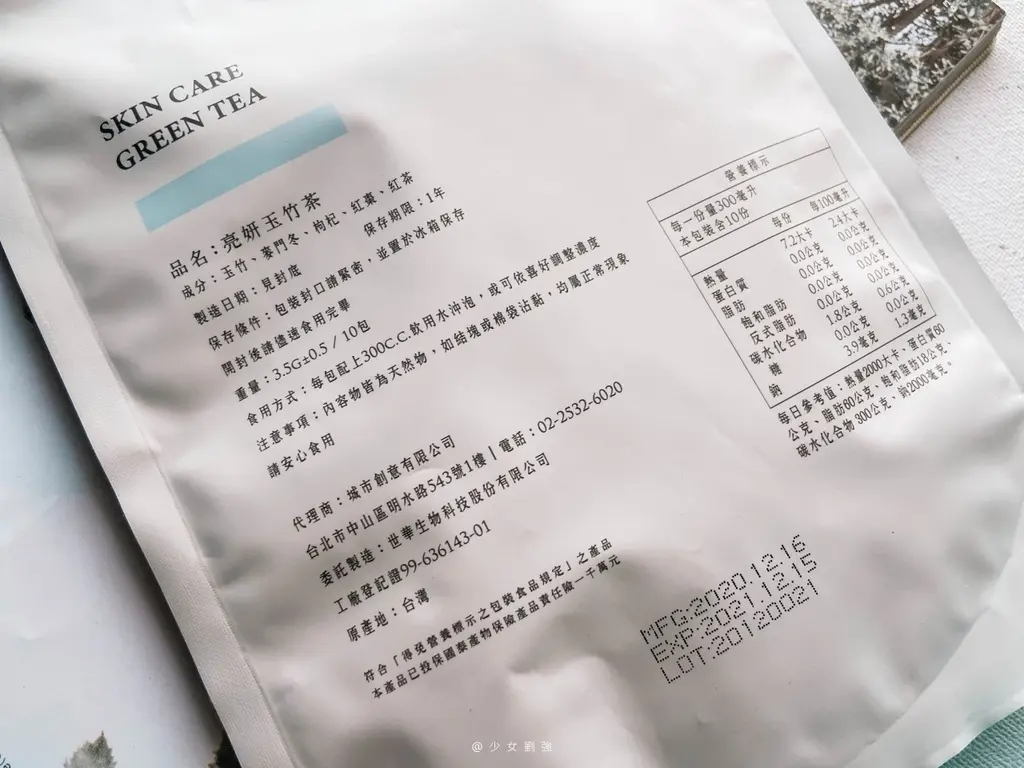 SKIN CARE
GREEN TEA
品名：亮妍玉竹茶
成分：玉竹、麥門冬、枸杞、紅棗、紅茶
製造日期：見封底 保存期限：1年
保存條件：包裝封口請緊密，並置於冰箱保存
開封後請儘速食用完畢
重量：3.5G±0.5 / 10包
食用方式：每包配上300C.C.飲用水沖泡，或可依喜好調整濃度
注意事項：內容物皆為天然物，如結塊或棉袋沾黏，均屬正常現象
請安心食用
代理商：城市創意有限公司
台北市中山區明水路543號1樓｜電話：02-2532-6020
委託製造：世華生物科技股份有限公司
工廠登記證99-636143-01
原產地：台灣
符合「得免營養標示之包裝食品規定」之產品
本產品已投保國泰產物保險產品責任險一千萬元
營養標示
每一份量300毫升
本包裝含10份
每份 每100毫升
熱量 7.2大卡 2.4大卡
蛋白質 0.0公克 0.0公克
脂肪 0.0公克 0.0公克
飽和脂肪 0.0公克 0.0公克
反式脂肪 0.0公克 0.0公克
碳水化合物 1.8公克 0.6公克
糖 0.0公克 0.0公克
鈉 3.9毫克 1.3毫克
每日參考值：熱量2000大卡、蛋白質60
公克、脂肪60公克、飽和脂肪18公克、
碳水化合物300公克、鈉2000毫克。
MFG:2020.12.16
EXP:2021.12.15
LOT:20120021
@少女劉強